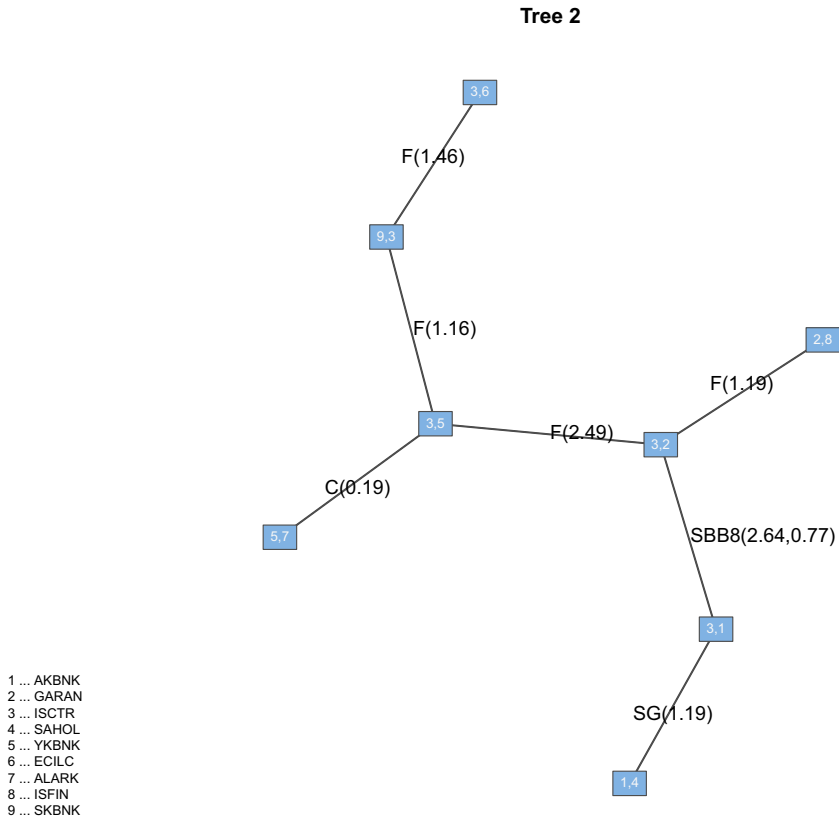 Tree 2
3,6
F(1.46)
9,3
F(1.16)
2,8
F(1.19)
3,5
F(2.49)
3,2
C(0.19)
5,7
SBB8(2.64,0.77)
3,1
SG(1.19)
1,4
1 ... AKBNK
2 ... GARAN
3 ... ISCTR
4 ... SAHOL
5 ... YKBNK
6 ... ECILC
7 ... ALARK
8 ... ISFIN
9 ... SKBNK